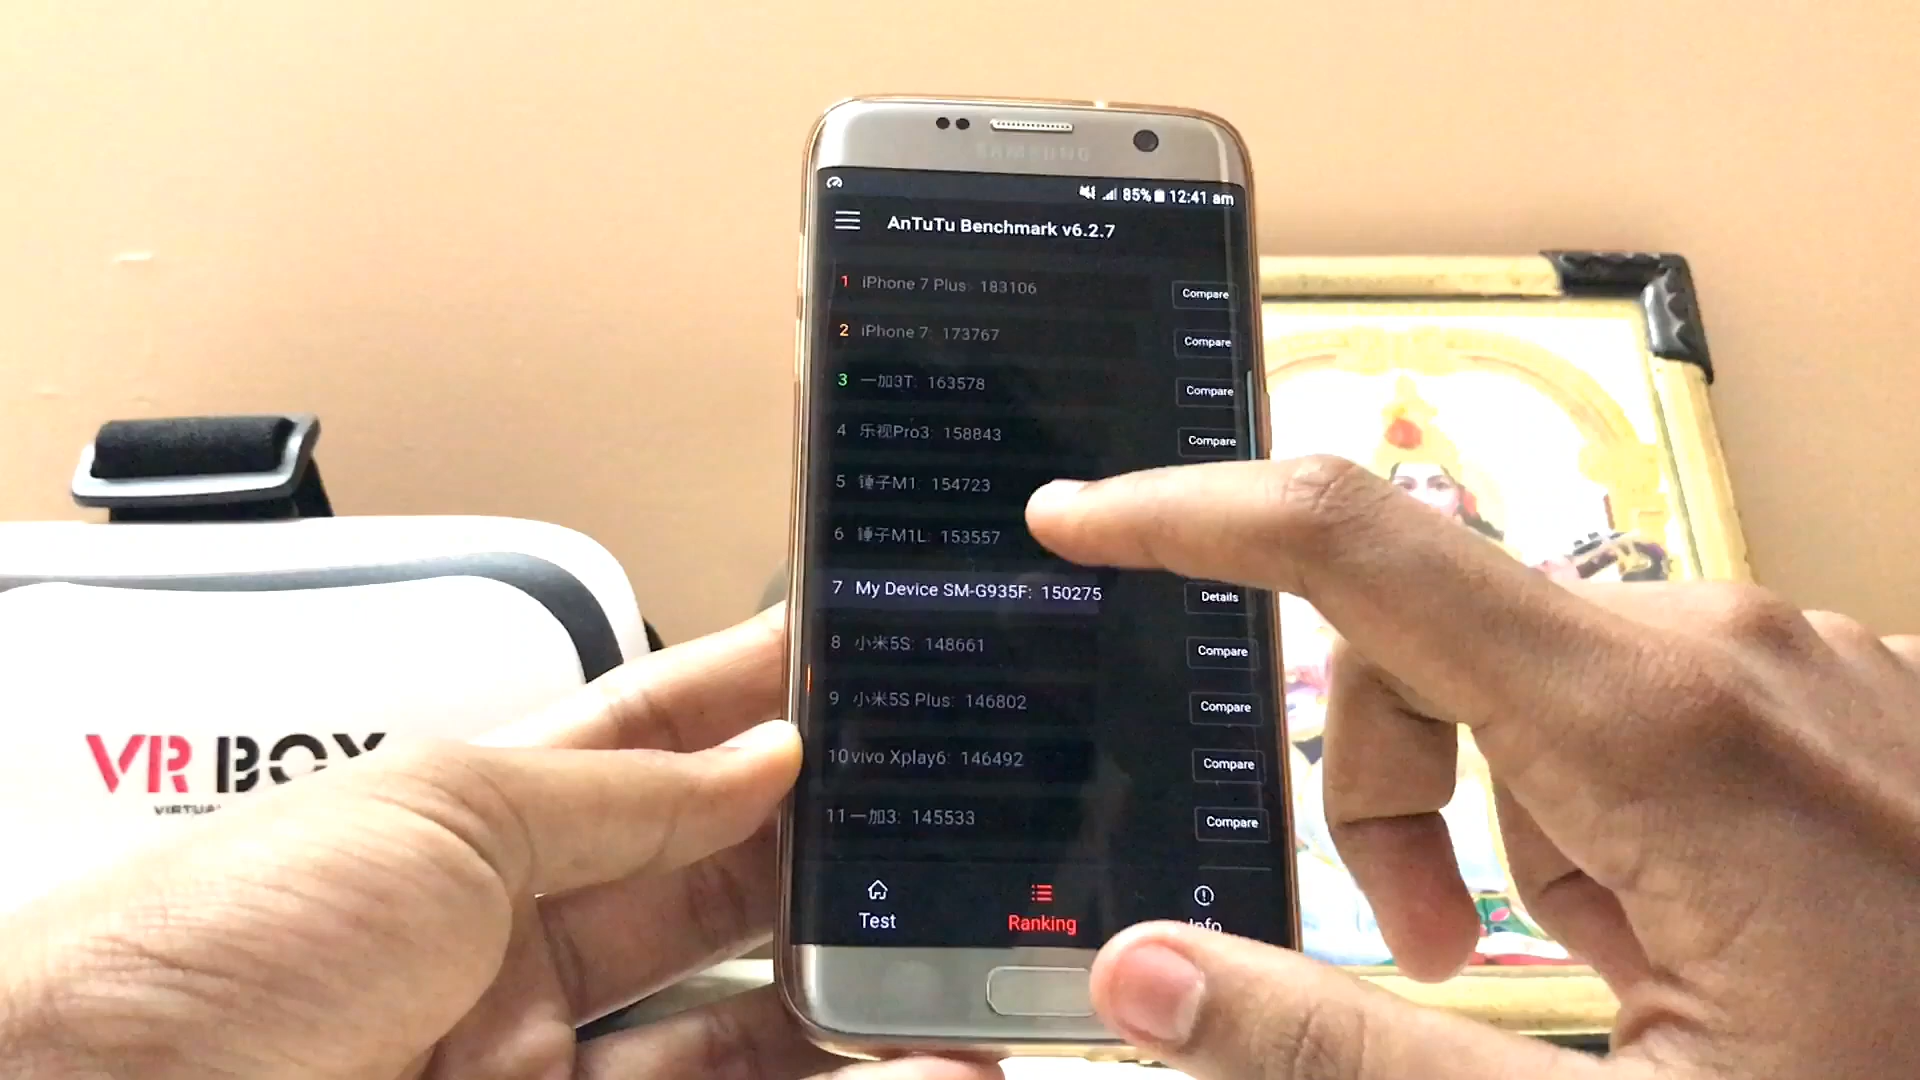 SAMSUNG
85% 12:41 am
AnTuTu Benchmark v6.2.7
1 iPhone 7 Plus: 183106 Compare
2 iPhone 7: 173767 Compare
3 一加3T: 163578 Compare
4 乐视Pro3: 158843 Compare
5 锤子M1: 154723
6 锤子M1L: 153557
7 My Device SM-G935F: 150275 Details
8 小米5S: 148661 Compare
9 小米5S Plus: 146802 Compare
10 vivo Xplay6: 146492 Compare
11 一加3: 145533 Compare
Test Ranking Info
VR BOX